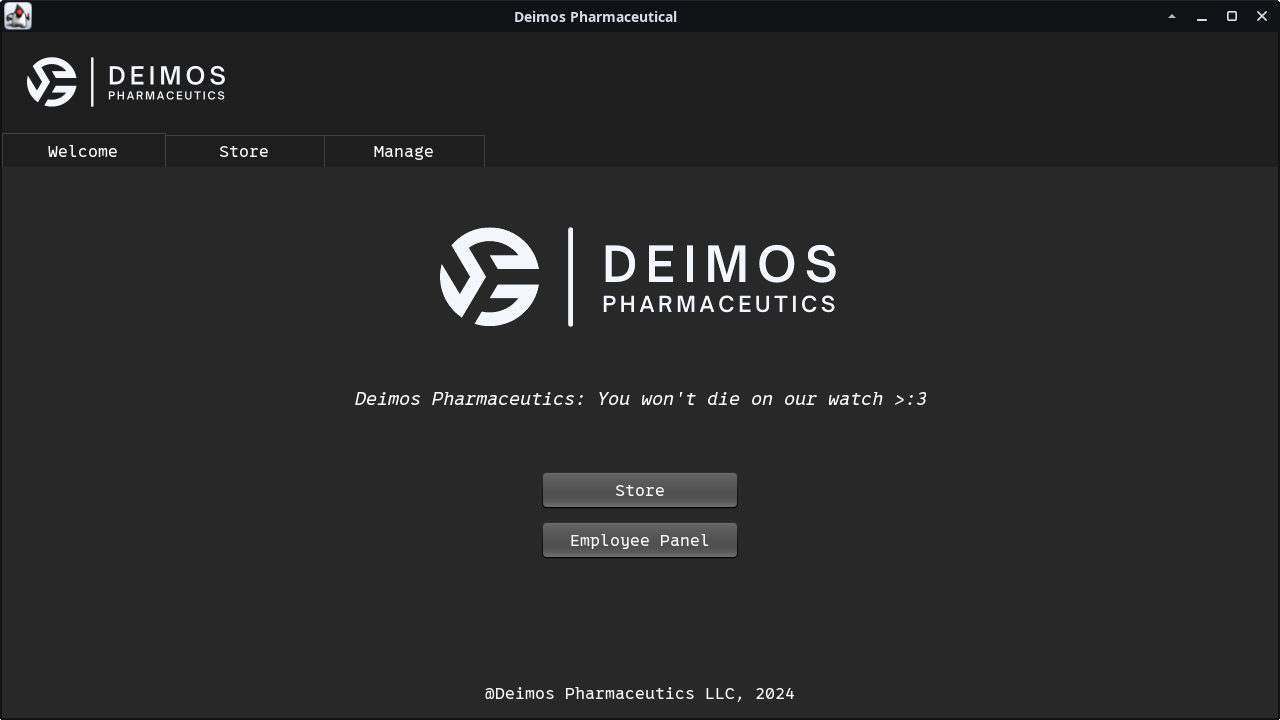 Deimos Pharmaceutical
DEIMOS
PHARMACEUTICS
Welcome Store Manage
DEIMOS
PHARMACEUTICS
Deimos Pharmaceutics: You won't die on our watch >:3
Store
Employee Panel
@Deimos Pharmaceutics LLC, 2024